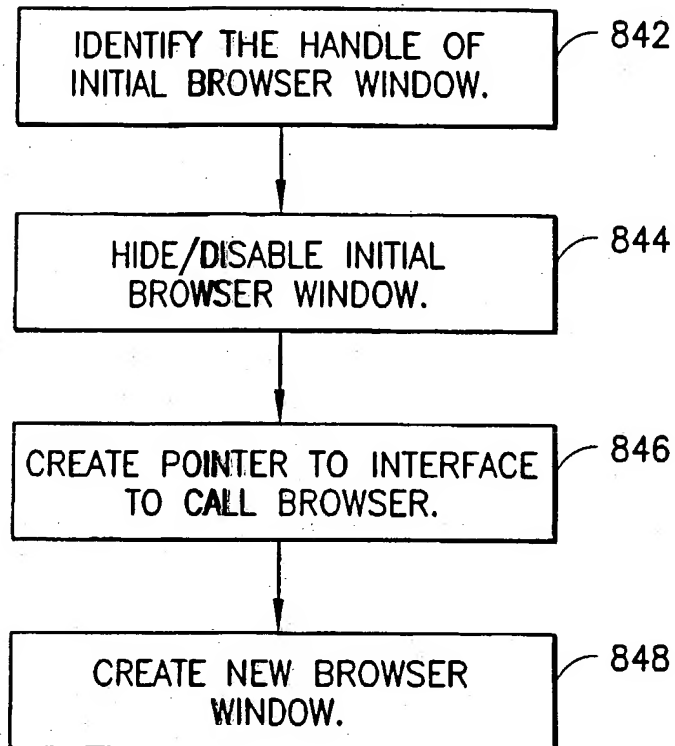 IDENTIFY THE HANDLE OF
INITIAL BROWSER WINDOW.
842
HIDE/DISABLE INITIAL
BROWSER WINDOW.
844
CREATE POINTER TO INTERFACE
TO CALL BROWSER.
846
CREATE NEW BROWSER
WINDOW.
848